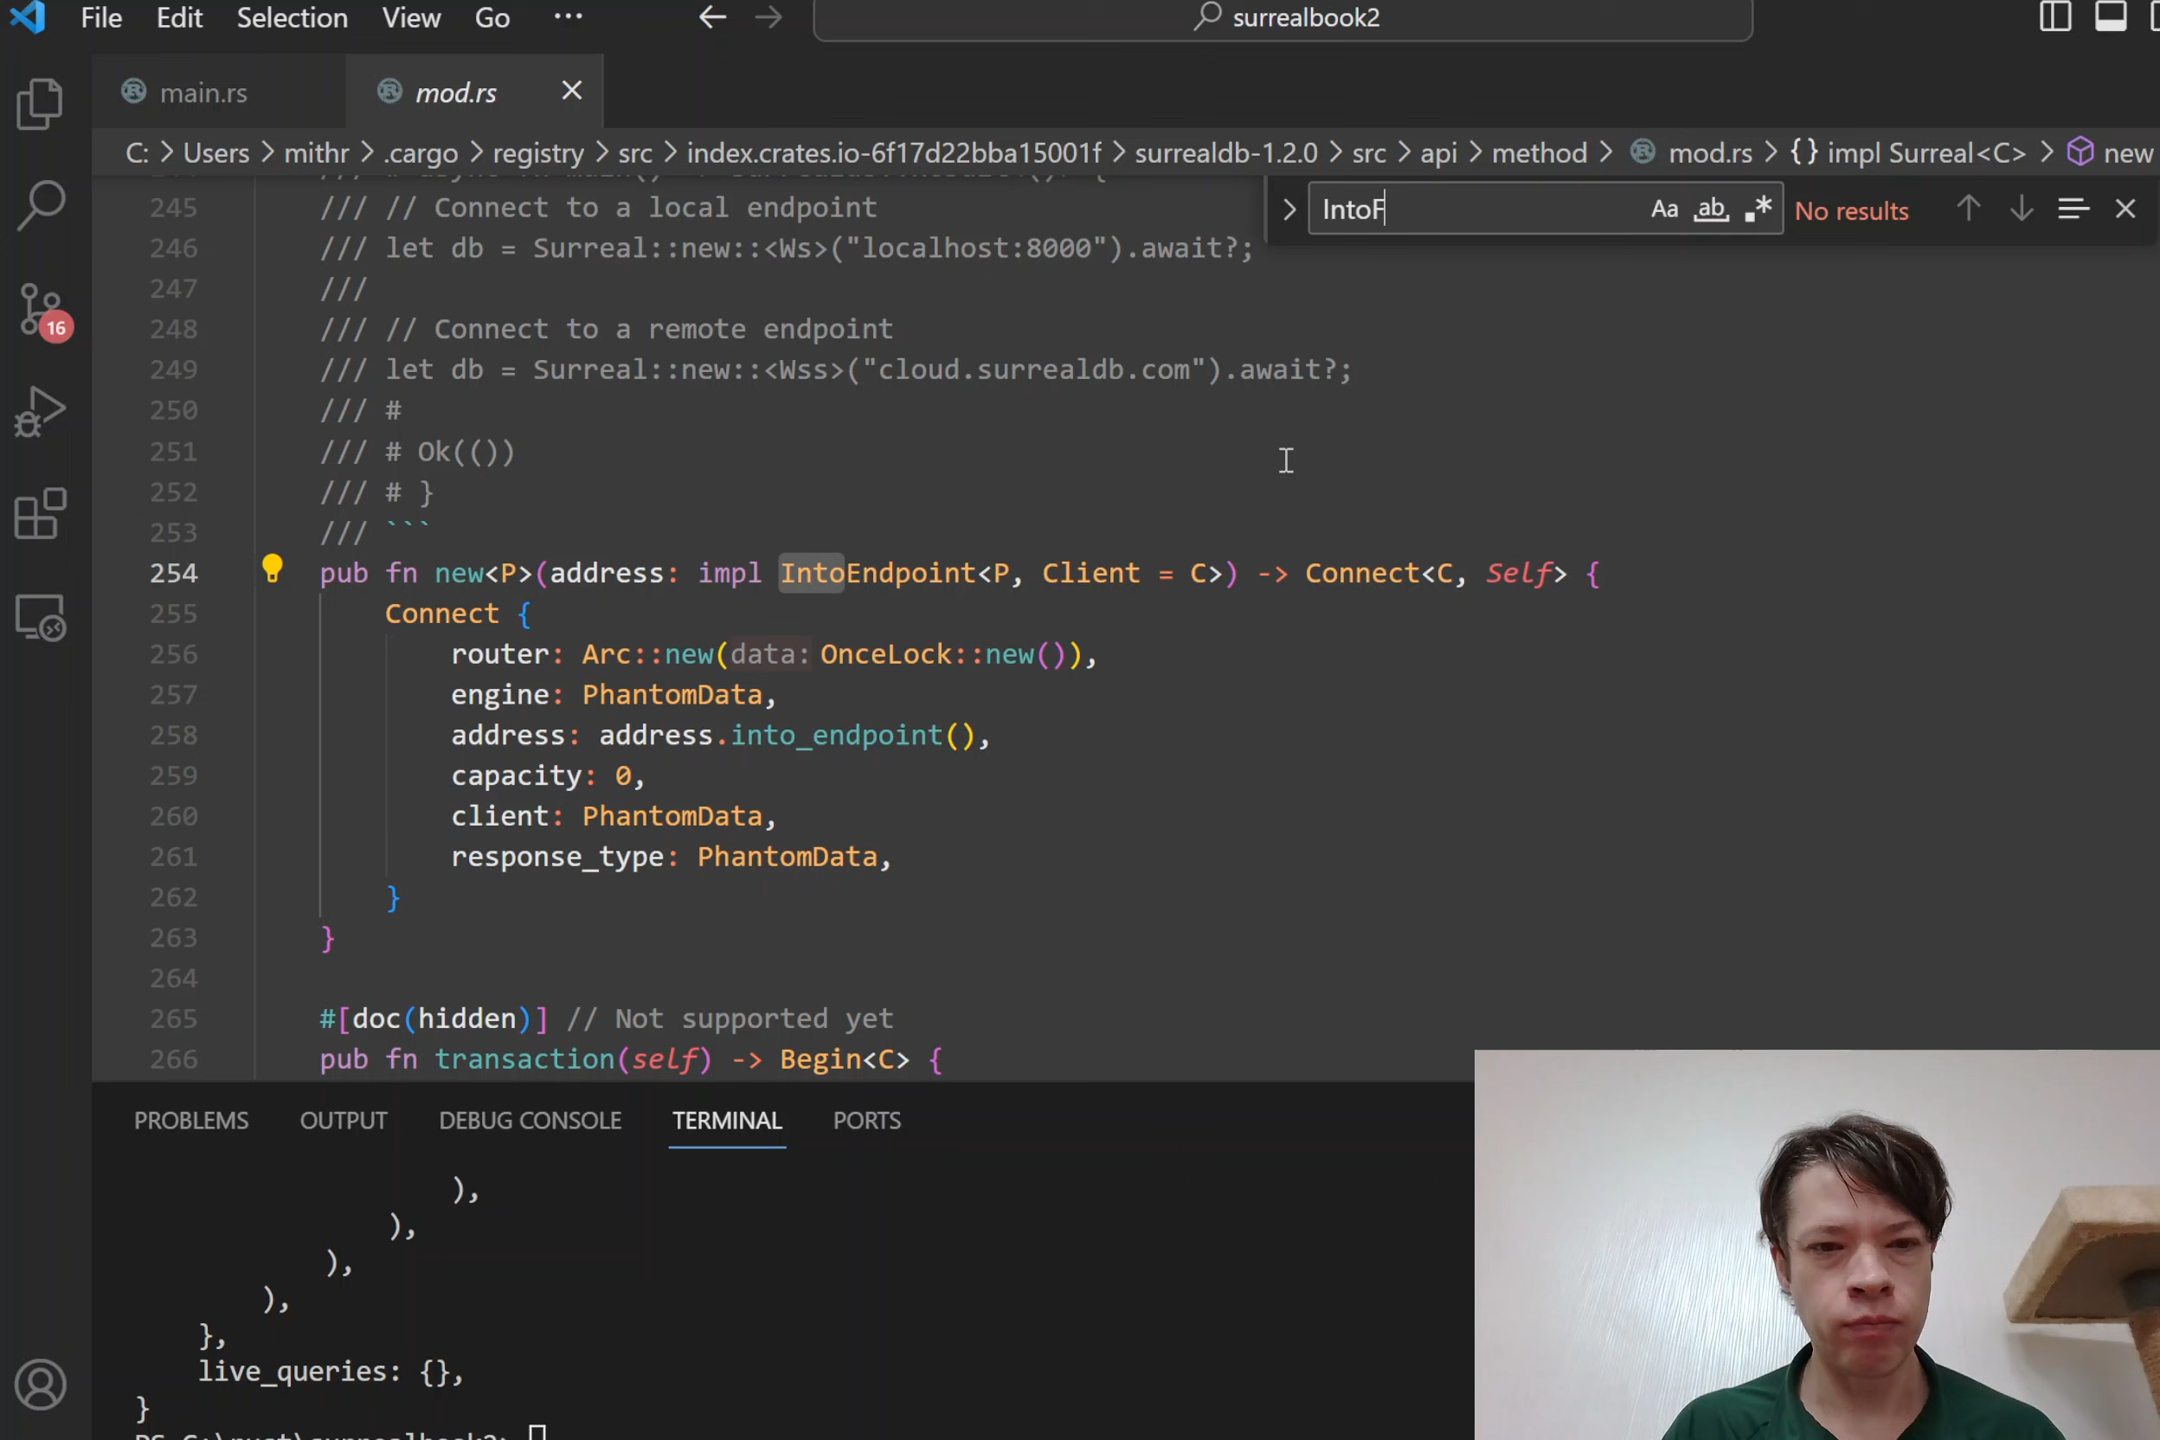 File Edit Selection View Go ···
surrealbook2
main.rs
mod.rs
C: > Users > mithr > .cargo > registry > src > index.crates.io-6f17d22bba15001f > surrealdb-1.2.0 > src > api > method > mod.rs > {} impl Surreal<C> > new
IntoF
Aa ab .* No results
245 /// // Connect to a local endpoint
246 /// let db = Surreal::new::<Ws>("localhost:8000").await?;
247 ///
248 /// // Connect to a remote endpoint
249 /// let db = Surreal::new::<Wss>("cloud.surrealdb.com").await?;
250 /// #
251 /// # Ok(())
252 /// # }
253 /// ```
254 pub fn new<P>(address: impl IntoEndpoint<P, Client = C>) -> Connect<C, Self> {
255 Connect {
256 router: Arc::new(data: OnceLock::new()),
257 engine: PhantomData,
258 address: address.into_endpoint(),
259 capacity: 0,
260 client: PhantomData,
261 response_type: PhantomData,
262 }
263 }
264
265 #[doc(hidden)] // Not supported yet
266 pub fn transaction(self) -> Begin<C> {
16
PROBLEMS OUTPUT DEBUG CONSOLE TERMINAL PORTS
),
),
),
),
},
live_queries: {},
}